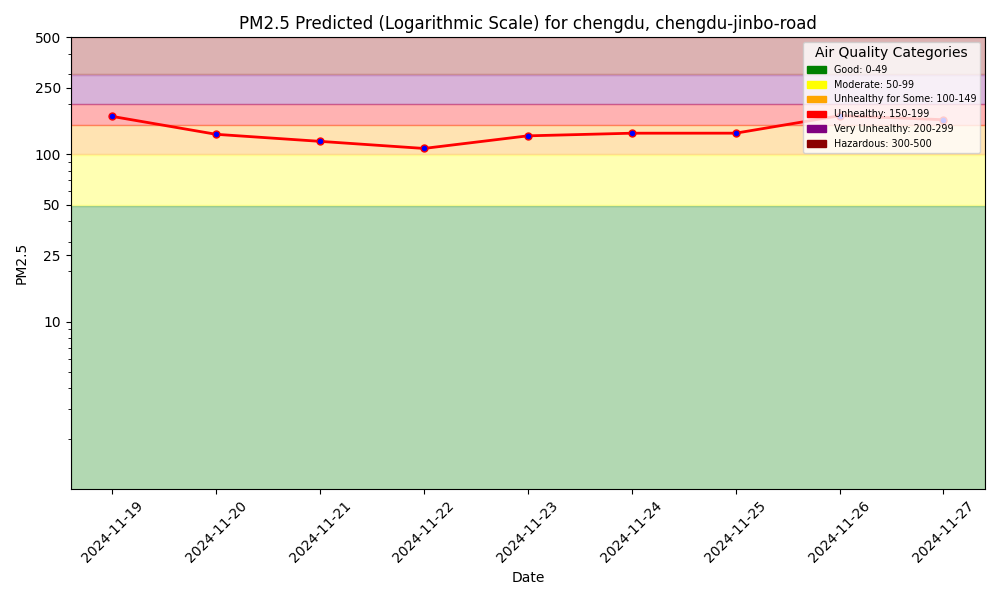 PM2.5 Predicted (Logarithmic Scale) for chengdu, chengdu-jinbo-road
500
250
100
50
25
10
PM2.5
Air Quality Categories
Good: 0-49
Moderate: 50-99
Unhealthy for Some: 100-149
Unhealthy: 150-199
Very Unhealthy: 200-299
Hazardous: 300-500
2024-11-19
2024-11-20
2024-11-21
2024-11-22
2024-11-23
2024-11-24
2024-11-25
2024-11-26
2024-11-27
Date